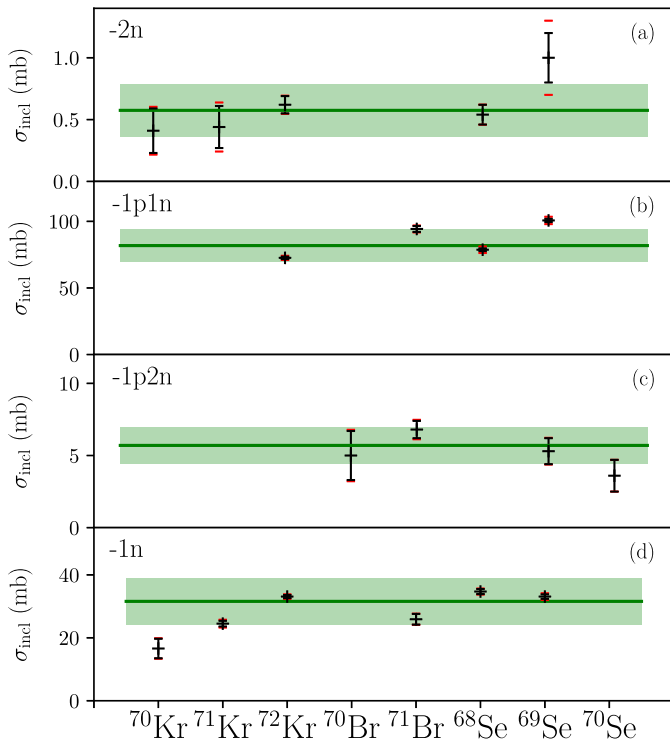 -2n
(a)
σincl (mb)
1.0
0.5
0.0
-1p1n
(b)
σincl (mb)
100
50
0
-1p2n
(c)
σincl (mb)
10
5
0
-1n
(d)
σincl (mb)
40
20
0
⁷⁰Kr ⁷¹Kr ⁷²Kr ⁷⁰Br ⁷¹Br ⁶⁸Se ⁶⁹Se ⁷⁰Se